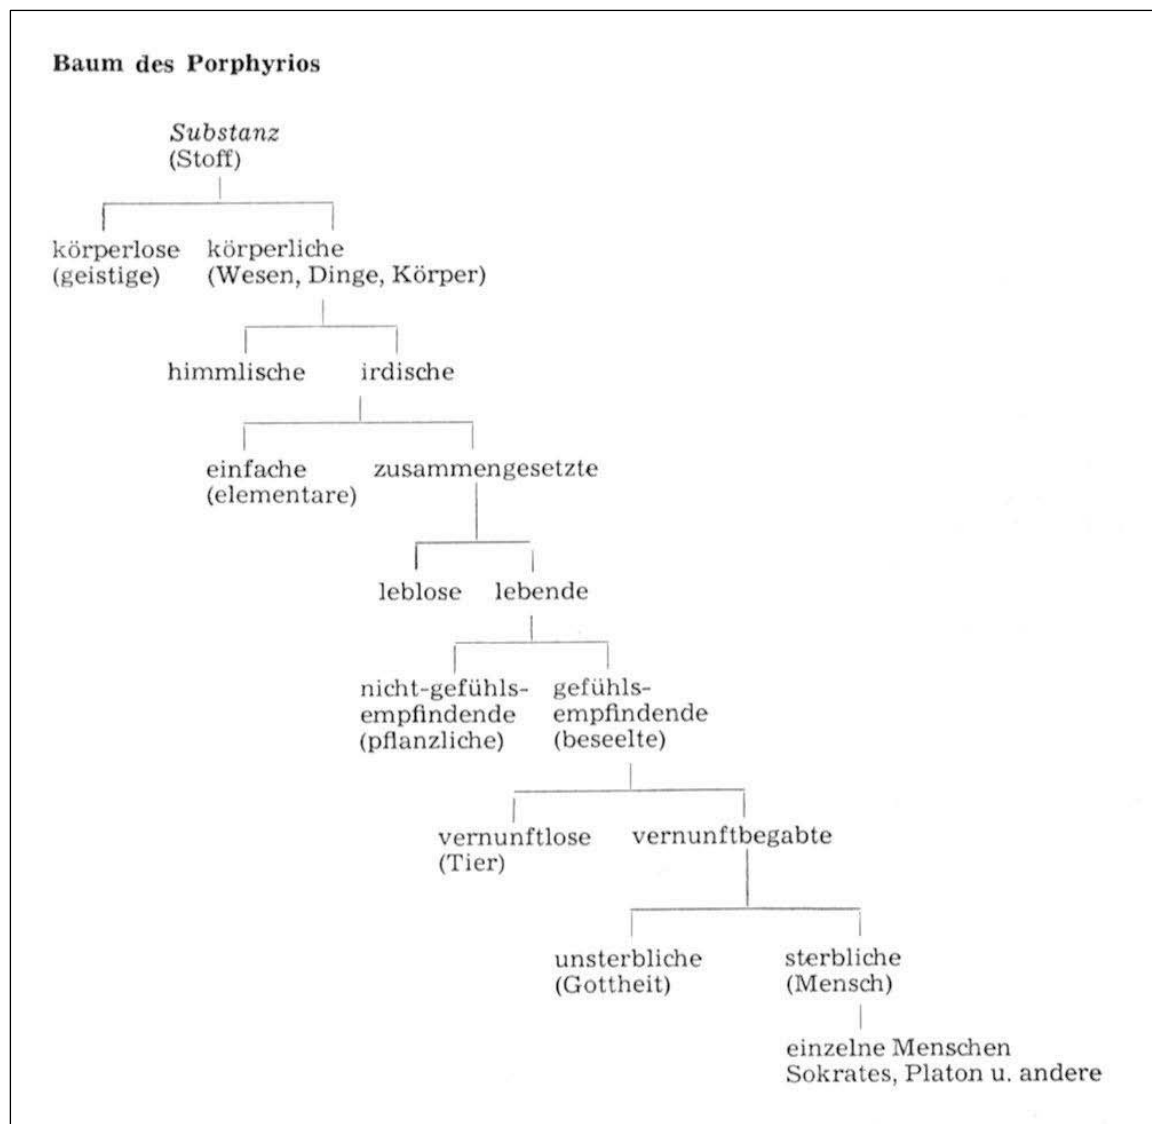 Baum des Porphyrios
Substanz
(Stoff)
körperlose körperliche
(geistige) (Wesen, Dinge, Körper)
himmlische irdische
einfache zusammengesetzte
(elementare)
leblose lebende
nicht-gefühls- gefühls-
empfindende empfindende
(pflanzliche) (beseelte)
vernunftlose vernunftbegabte
(Tier)
unsterbliche sterbliche
(Gottheit) (Mensch)
einzelne Menschen
Sokrates, Platon u. andere